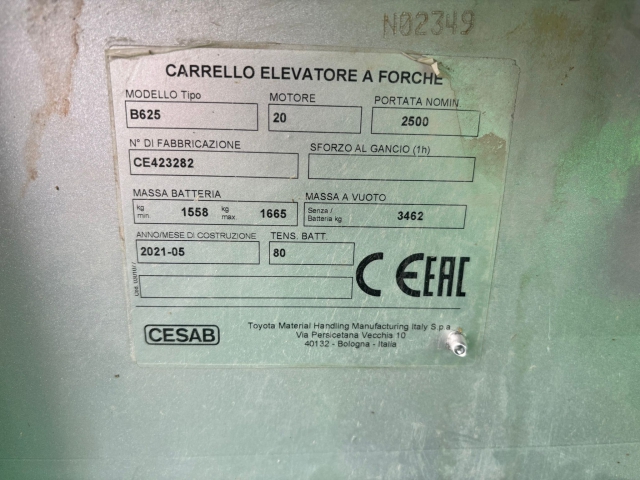 N02349
CARRELLO ELEVATORE A FORCHE
MODELLO Tipo MOTORE PORTATA NOMIN.
B625 20 2500
N° DI FABBRICAZIONE SFORZO AL GANCIO (1h)
CE423282
MASSA BATTERIA MASSA A VUOTO
kg min 1558 kg max. 1665 Senza / Batteria kg 3462
ANNO/MESE DI COSTRUZIONE TENS. BATT.
2021-05 80
CE EAC
CESAB
Toyota Material Handling Manufacturing Italy S.p.a
Via Persicetana Vecchia 10
40132 - Bologna - Italia